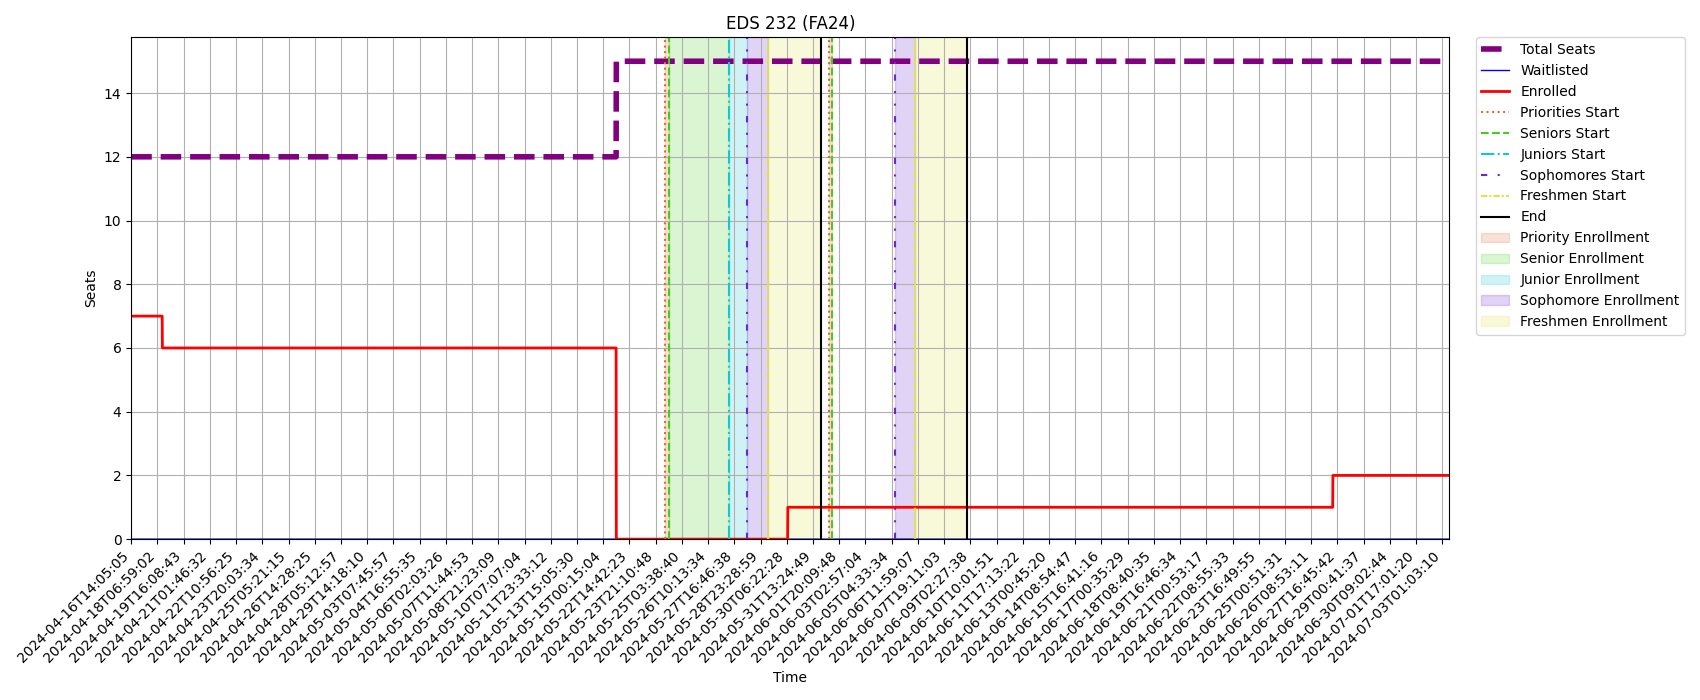 EDS 232 (FA24)
Total Seats
Waitlisted
Enrolled
Priorities Start
Seniors Start
Juniors Start
Sophomores Start
Freshmen Start
End
Priority Enrollment
Senior Enrollment
Junior Enrollment
Sophomore Enrollment
Freshmen Enrollment
Seats
14
12
10
8
6
4
2
0
2024-04-16T14:05:05
2024-04-18T06:59:02
2024-04-19T16:08:43
2024-04-21T01:46:32
2024-04-22T10:56:25
2024-04-23T20:03:34
2024-04-25T05:21:15
2024-04-26T14:28:25
2024-04-28T05:12:57
2024-04-29T14:18:10
2024-05-03T07:45:57
2024-05-04T16:55:35
2024-05-06T02:03:26
2024-05-07T11:44:53
2024-05-08T21:23:09
2024-05-10T07:07:04
2024-05-11T23:33:12
2024-05-13T15:05:30
2024-05-15T00:15:04
2024-05-22T14:42:23
2024-05-23T21:10:48
2024-05-25T03:38:40
2024-05-26T10:13:34
2024-05-27T16:46:38
2024-05-28T23:28:59
2024-05-30T06:22:28
2024-05-31T13:24:49
2024-06-01T20:09:48
2024-06-03T02:57:04
2024-06-05T04:33:34
2024-06-06T11:59:07
2024-06-07T19:11:03
2024-06-09T02:27:38
2024-06-10T10:01:51
2024-06-11T17:13:22
2024-06-13T00:45:20
2024-06-14T08:54:47
2024-06-15T16:41:16
2024-06-17T00:35:29
2024-06-18T08:40:35
2024-06-19T16:46:34
2024-06-21T00:53:17
2024-06-22T08:55:33
2024-06-23T16:49:55
2024-06-25T00:51:31
2024-06-26T08:53:11
2024-06-27T16:45:42
2024-06-29T00:41:37
2024-06-30T09:02:44
2024-07-01T17:01:20
2024-07-03T01:03:10
Time